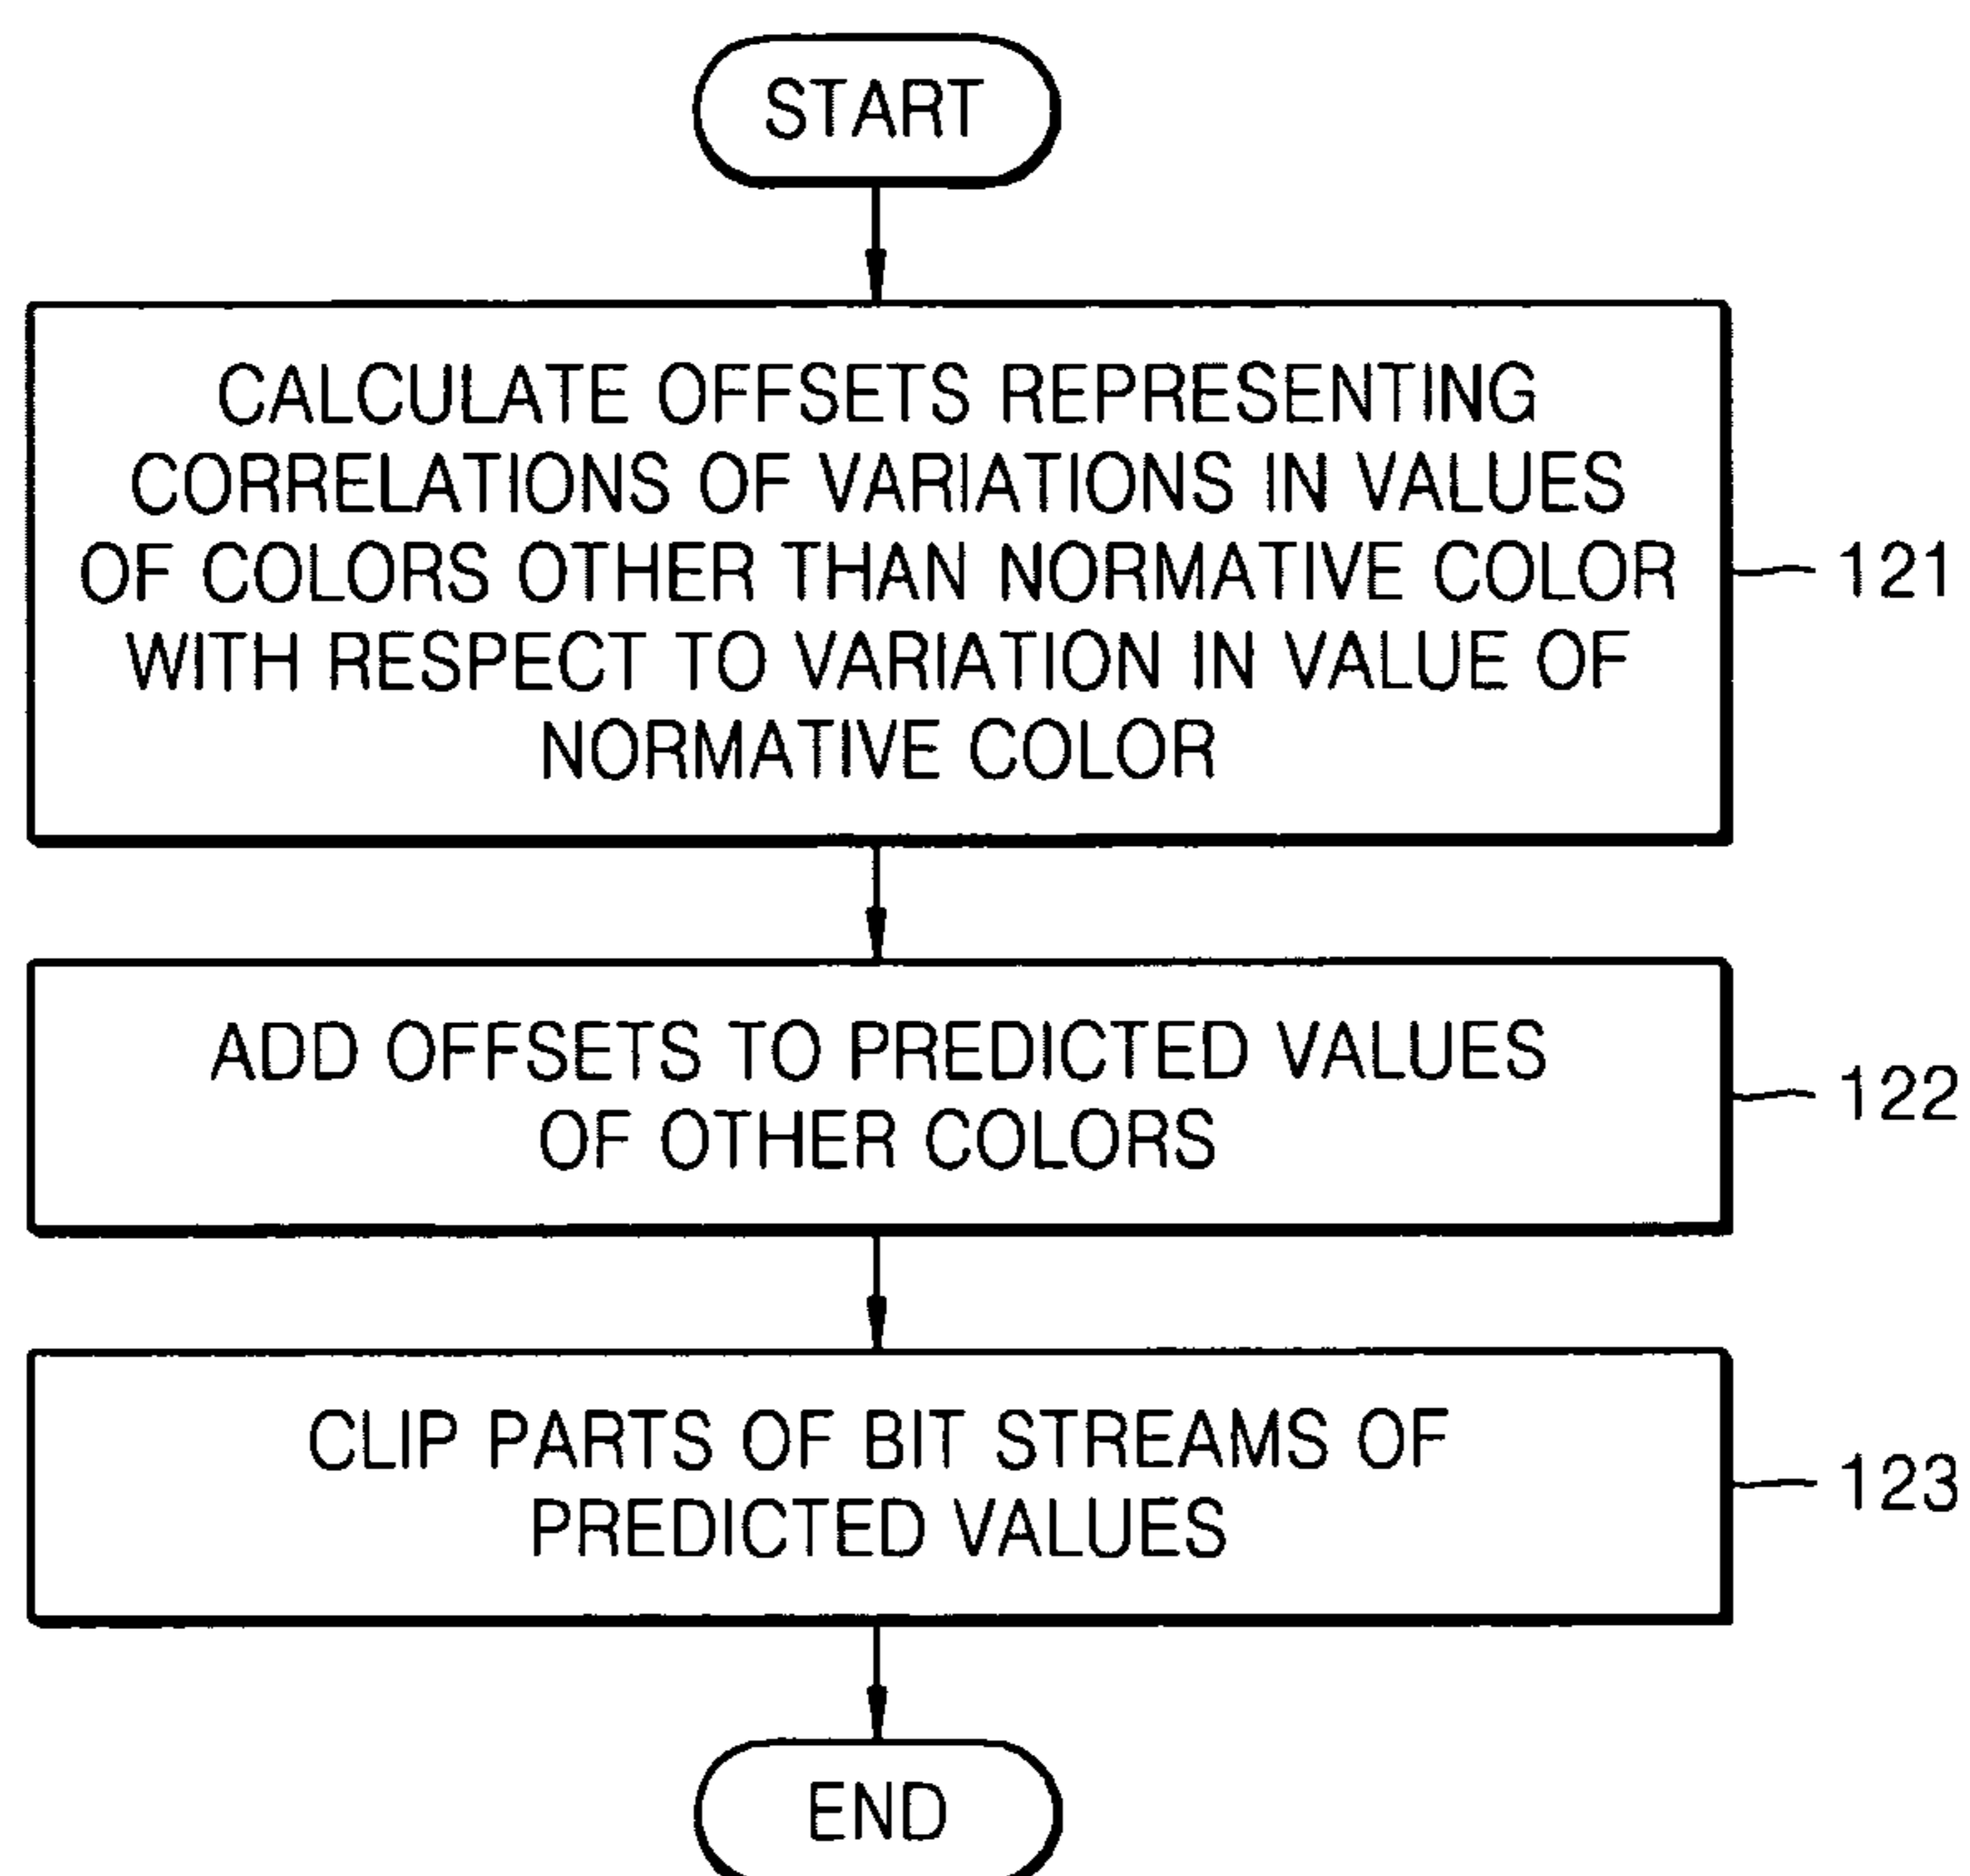 START
CALCULATE OFFSETS REPRESENTING
CORRELATIONS OF VARIATIONS IN VALUES
OF COLORS OTHER THAN NORMATIVE COLOR
WITH RESPECT TO VARIATION IN VALUE OF
NORMATIVE COLOR
121
ADD OFFSETS TO PREDICTED VALUES
OF OTHER COLORS
122
CLIP PARTS OF BIT STREAMS OF
PREDICTED VALUES
123
END